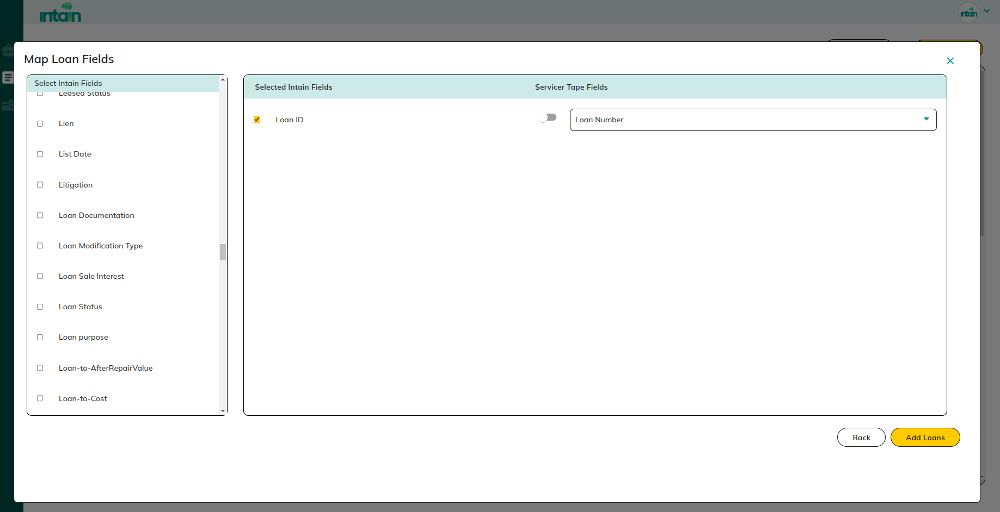 intain
intain
Map Loan Fields
Select Intain Fields
Leased Status
Lien
List Date
Litigation
Loan Documentation
Loan Modification Type
Loan Sale Interest
Loan Status
Loan purpose
Loan-to-AfterRepairValue
Loan-to-Cost
Selected Intain Fields
Servicer Tape Fields
Loan ID
Loan Number
Back
Add Loans